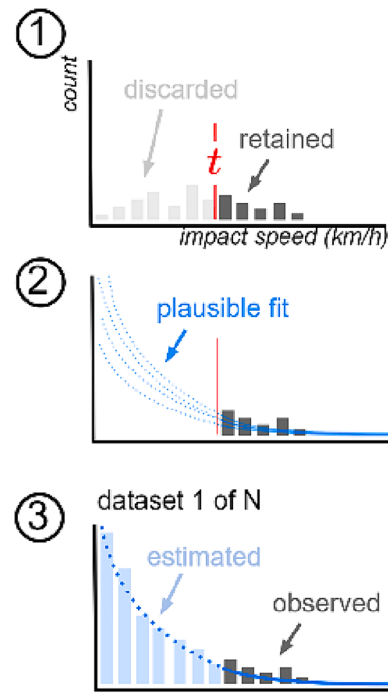 1
count
discarded
t
retained
impact speed (km/h)
2
plausible fit
dataset 1 of N
3
estimated
observed